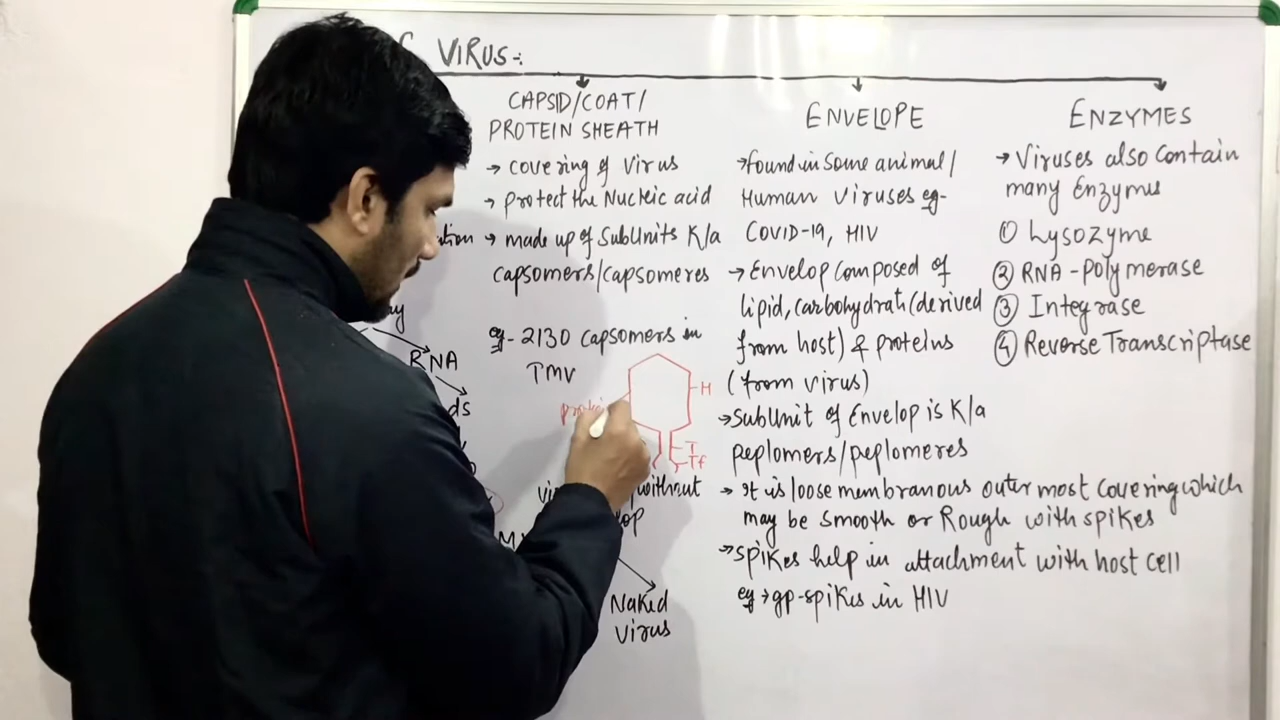 VIRUS:
CAPSID/COAT/
PROTEIN SHEATH
→ covering of Virus
→ protect the Nucleic acid
→ made up of SubUnits K/a
capsomers/capsomeres
eg- 2130 capsomers in
TMV
RNA
ds
H
T
Tf
without
Naked
Virus
ENVELOPE
→ found in some animal/
Human Viruses eg-
COVID-19, HIV
→ Envelop composed of
lipid, carbohydrate (derived
from host) & proteins
(from virus)
→ SubUnit of Envelop is K/a
peplomers/peplomeres
→ It is loose membranous outermost covering which
may be smooth or Rough with spikes
→ spikes help in attachment with host cell
eg → gp-spikes in HIV
ENZYMES
→ Viruses also contain
many Enzymes
① Lysozyme
② RNA-polymerase
③ Integrase
④ Reverse Transcriptase